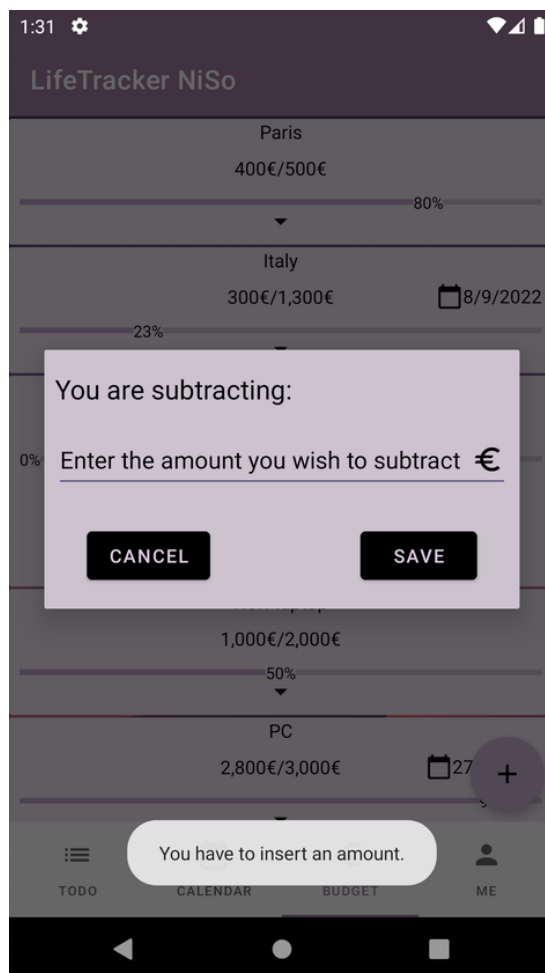 1:31
LifeTracker NiSo
Paris
400€/500€
80%
Italy
300€/1,300€
8/9/2022
23%
You are subtracting:
0%
Enter the amount you wish to subtract €
CANCEL
SAVE
1,000€/2,000€
50%
PC
2,800€/3,000€
27
You have to insert an amount.
TODO
CALENDAR
BUDGET
ME